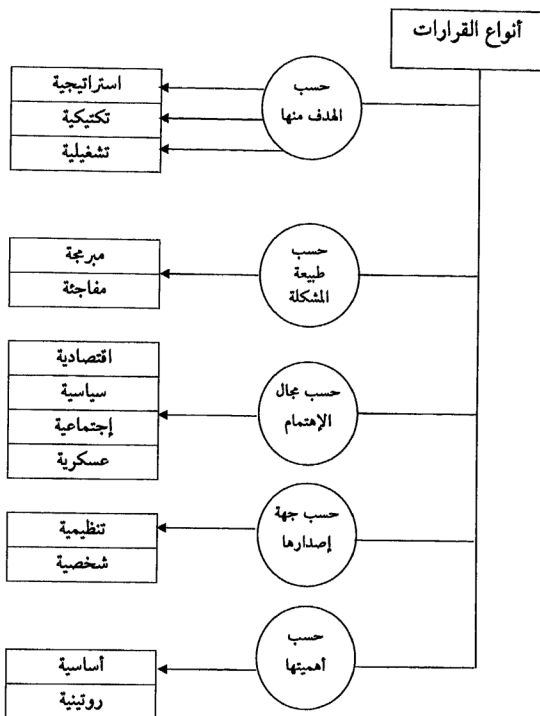 أنواع القرارات
حسب
الهدف منها
استراتيجية
تكتيكية
تشغيلية
حسب
طبيعة
المشكلة
مبرمجة
مفاجئة
حسب مجال
الإهتمام
اقتصادية
سياسية
إجتماعية
عسكرية
حسب جهة
إصدارها
تنظيمية
شخصية
حسب
أهميتها
أساسية
روتينية